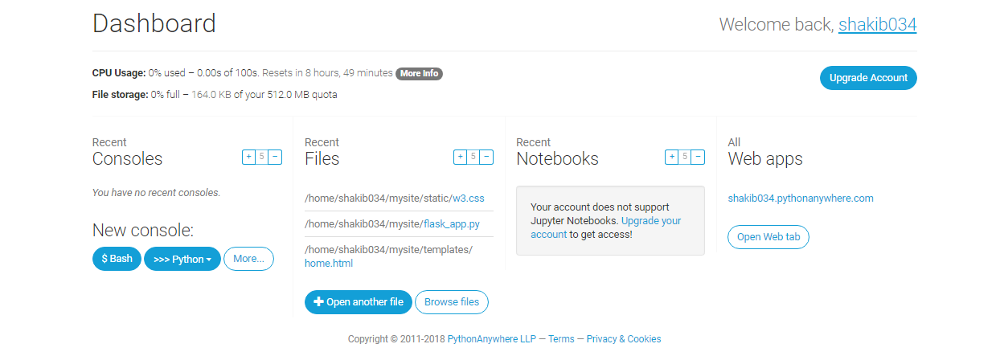 Dashboard
Welcome back, shakib034
CPU Usage: 0% used – 0.00s of 100s. Resets in 8 hours, 49 minutes More Info
Upgrade Account
File storage: 0% full – 164.0 KB of your 512.0 MB quota
Recent
Consoles
+ 5 −
You have no recent consoles.
New console:
$ Bash
>>> Python
More...
Recent
Files
+ 5 −
/home/shakib034/mysite/static/w3.css
/home/shakib034/mysite/flask_app.py
/home/shakib034/mysite/templates/
home.html
Open another file
Browse files
Recent
Notebooks
+ 5 −
Your account does not support
Jupyter Notebooks. Upgrade your
account to get access!
All
Web apps
shakib034.pythonanywhere.com
Open Web tab
Copyright © 2011-2018 PythonAnywhere LLP — Terms — Privacy & Cookies